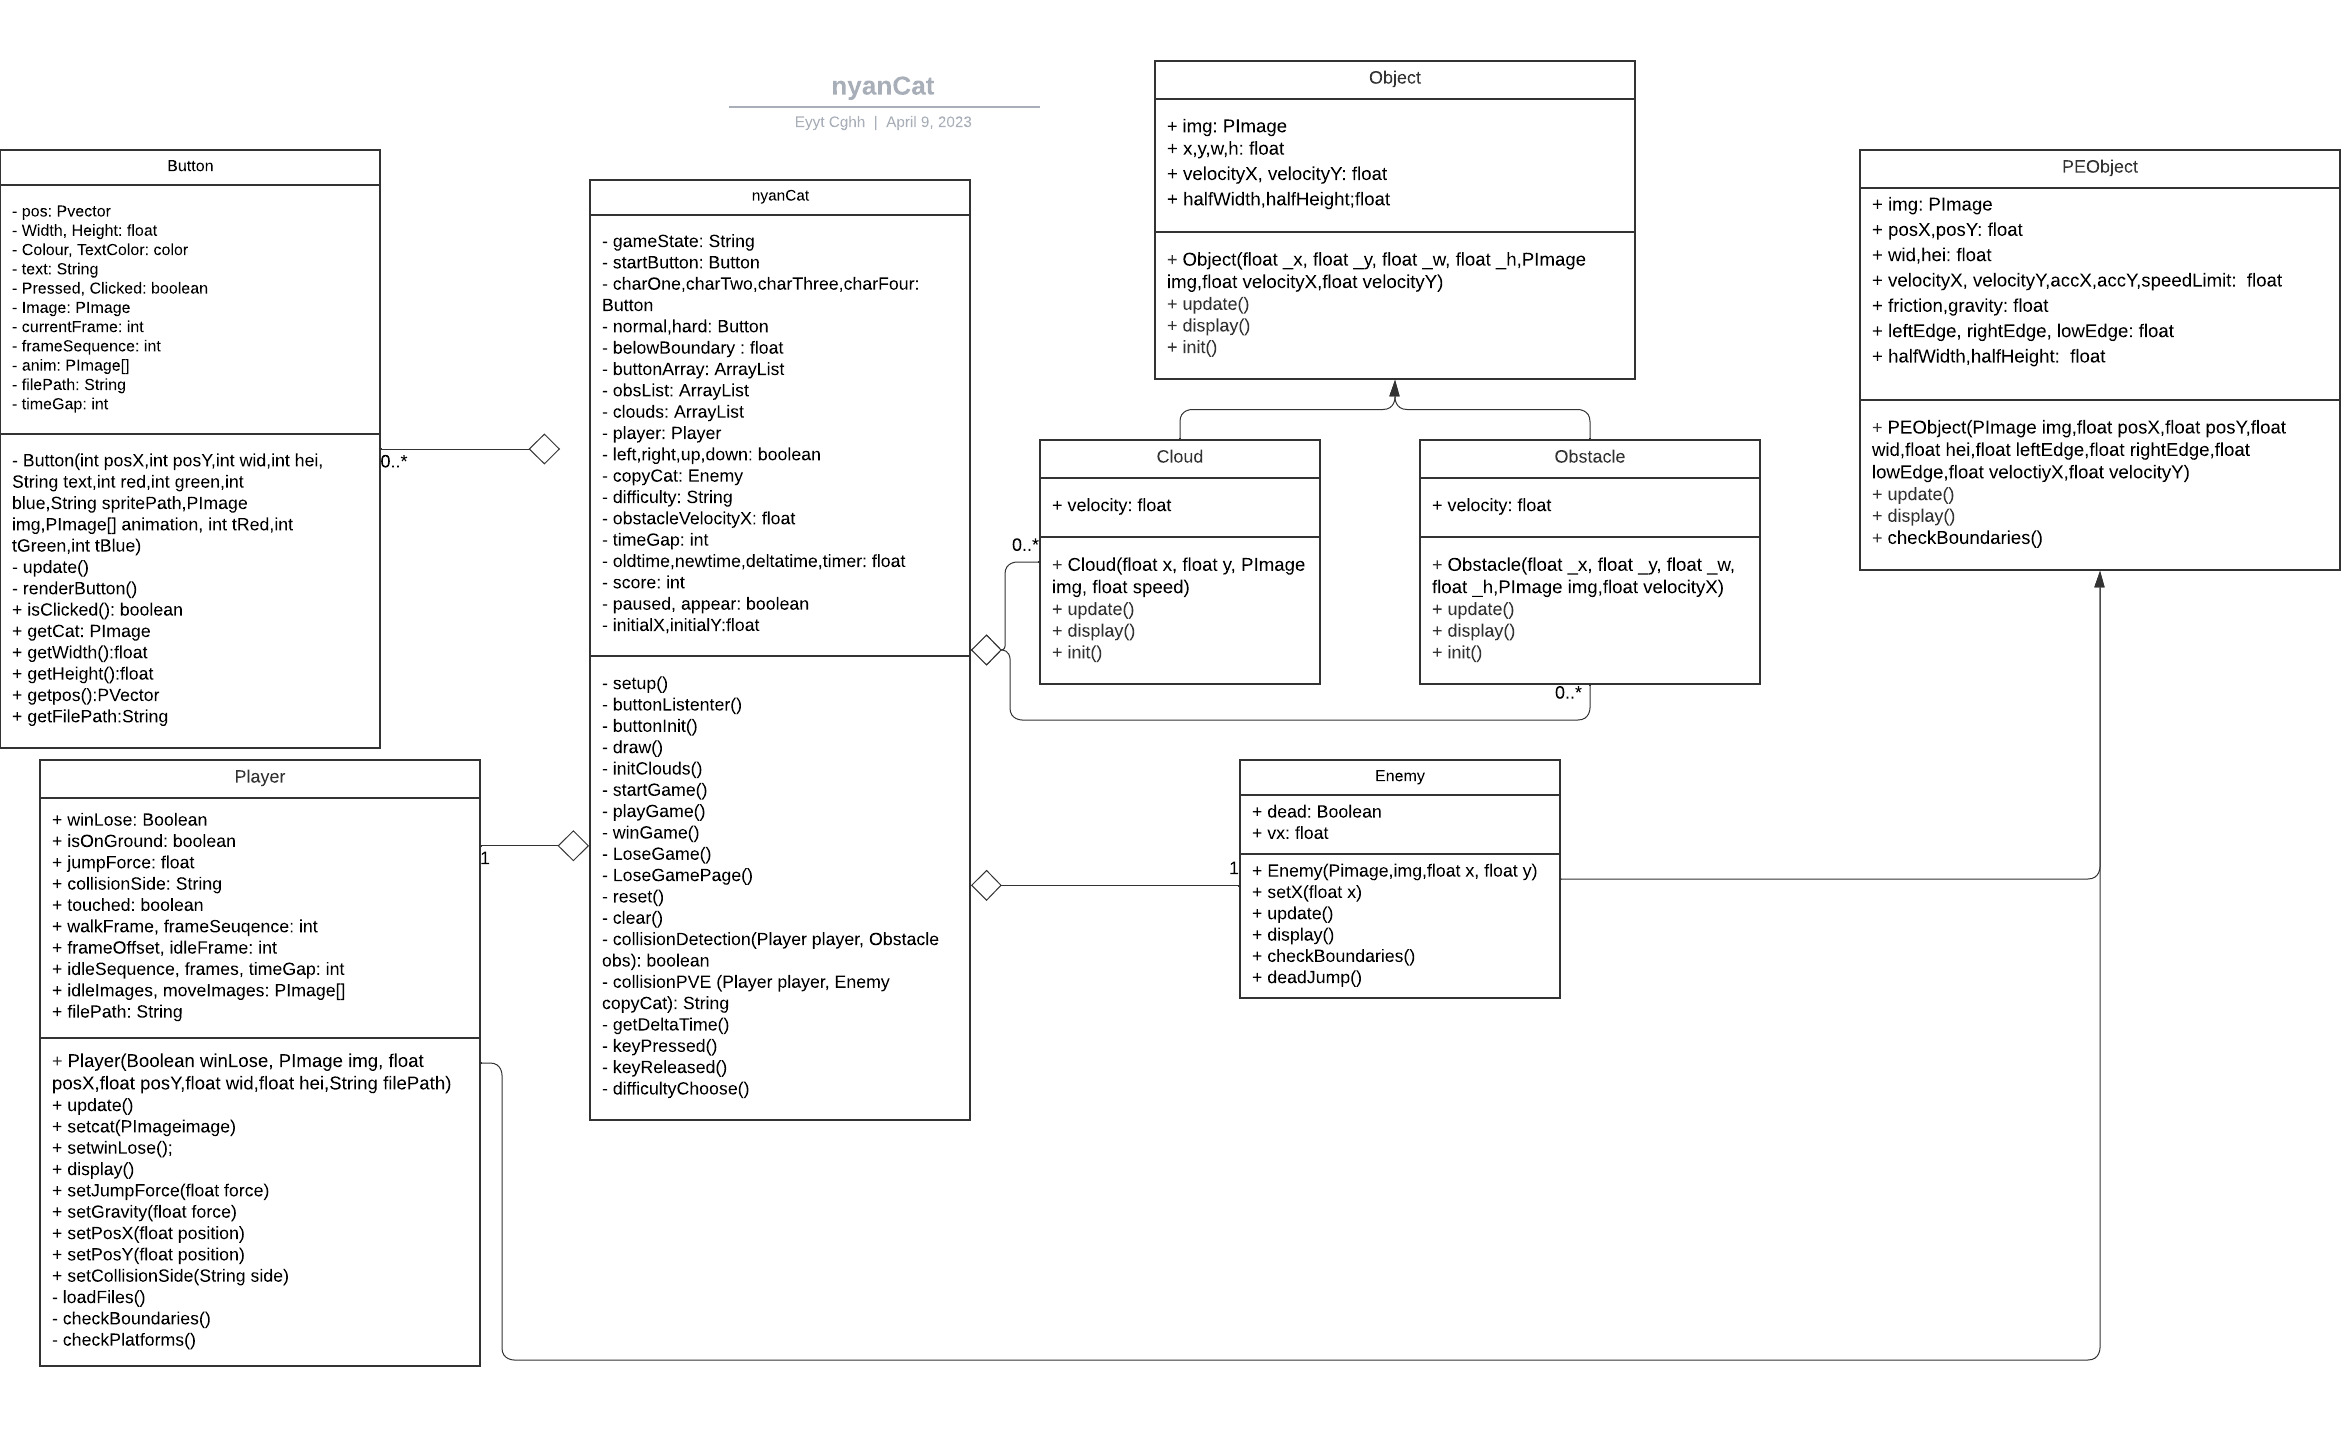 nyanCat
Eyyt Cghh | April 9, 2023
Button
- pos: Pvector
- Width, Height: float
- Colour, TextColor: color
- text: String
- Pressed, Clicked: boolean
- Image: PImage
- currentFrame: int
- frameSequence: int
- anim: PImage[]
- filePath: String
- timeGap: int
- Button(int posX,int posY,int wid,int hei,
String text,int red,int green,int
blue,String spritePath,PImage
img,PImage[] animation, int tRed,int
tGreen,int tBlue)
- update()
- renderButton()
+ isClicked(): boolean
+ getCat: PImage
+ getWidth():float
+ getHeight():float
+ getpos():PVector
+ getFilePath:String
0..*
Player
+ winLose: Boolean
+ isOnGround: boolean
+ jumpForce: float
+ collisionSide: String
+ touched: boolean
+ walkFrame, frameSeuqence: int
+ frameOffset, idleFrame: int
+ idleSequence, frames, timeGap: int
+ idleImages, moveImages: PImage[]
+ filePath: String
+ Player(Boolean winLose, PImage img, float
posX,float posY,float wid,float hei,String filePath)
+ update()
+ setcat(PImageimage)
+ setwinLose();
+ display()
+ setJumpForce(float force)
+ setGravity(float force)
+ setPosX(float position)
+ setPosY(float position)
+ setCollisionSide(String side)
- loadFiles()
- checkBoundaries()
- checkPlatforms()
1
nyanCat
- gameState: String
- startButton: Button
- charOne,charTwo,charThree,charFour:
Button
- normal,hard: Button
- belowBoundary : float
- buttonArray: ArrayList
- obsList: ArrayList
- clouds: ArrayList
- player: Player
- left,right,up,down: boolean
- copyCat: Enemy
- difficulty: String
- obstacleVelocityX: float
- timeGap: int
- oldtime,newtime,deltatime,timer: float
- score: int
- paused, appear: boolean
- initialX,initialY:float
- setup()
- buttonListenter()
- buttonInit()
- draw()
- initClouds()
- startGame()
- playGame()
- winGame()
- LoseGame()
- LoseGamePage()
- reset()
- clear()
- collisionDetection(Player player, Obstacle
obs): boolean
- collisionPVE (Player player, Enemy
copyCat): String
- getDeltaTime()
- keyPressed()
- keyReleased()
- difficultyChoose()
Object
+ img: PImage
+ x,y,w,h: float
+ velocityX, velocityY: float
+ halfWidth,halfHeight;float
+ Object(float _x, float _y, float _w, float _h,PImage
img,float velocityX,float velocityY)
+ update()
+ display()
+ init()
Cloud
+ velocity: float
0..*
+ Cloud(float x, float y, PImage
img, float speed)
+ update()
+ display()
+ init()
Obstacle
+ velocity: float
+ Obstacle(float _x, float _y, float _w,
float _h,PImage img,float velocityX)
+ update()
+ display()
+ init()
0..*
Enemy
+ dead: Boolean
+ vx: float
1
+ Enemy(Pimage,img,float x, float y)
+ setX(float x)
+ update()
+ display()
+ checkBoundaries()
+ deadJump()
PEObject
+ img: PImage
+ posX,posY: float
+ wid,hei: float
+ velocityX, velocityY,accX,accY,speedLimit: float
+ friction,gravity: float
+ leftEdge, rightEdge, lowEdge: float
+ halfWidth,halfHeight: float
+ PEObject(PImage img,float posX,float posY,float
wid,float hei,float leftEdge,float rightEdge,float
lowEdge,float veloctiyX,float velocityY)
+ update()
+ display()
+ checkBoundaries()